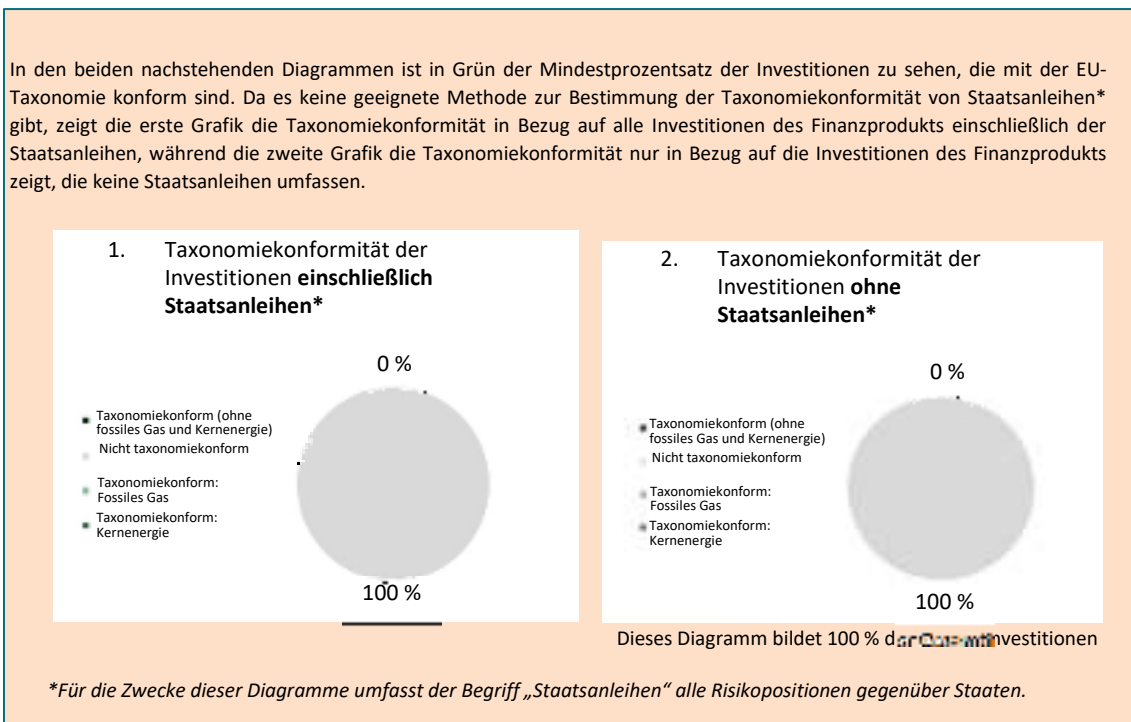 In den beiden nachstehenden Diagrammen ist in Grün der Mindestprozentsatz der Investitionen zu sehen, die mit der EU-
Taxonomie konform sind. Da es keine geeignete Methode zur Bestimmung der Taxonomiekonformität von Staatsanleihen*
gibt, zeigt die erste Grafik die Taxonomiekonformität in Bezug auf alle Investitionen des Finanzprodukts einschließlich der
Staatsanleihen, während die zweite Grafik die Taxonomiekonformität nur in Bezug auf die Investitionen des Finanzprodukts
zeigt, die keine Staatsanleihen umfassen.
1. Taxonomiekonformität der
Investitionen einschließlich
Staatsanleihen*
0 %
Taxonomiekonform (ohne
fossiles Gas und Kernenergie)
Nicht taxonomiekonform
Taxonomiekonform:
Fossiles Gas
Taxonomiekonform:
Kernenergie
100 %
2. Taxonomiekonformität der
Investitionen ohne
Staatsanleihen*
0 %
Taxonomiekonform (ohne
fossiles Gas und Kernenergie)
Nicht taxonomiekonform
Taxonomiekonform:
Fossiles Gas
Taxonomiekonform:
Kernenergie
100 %
Dieses Diagramm bildet 100 %
*Für die Zwecke dieser Diagramme umfasst der Begriff „Staatsanleihen“ alle Risikopositionen gegenüber Staaten.